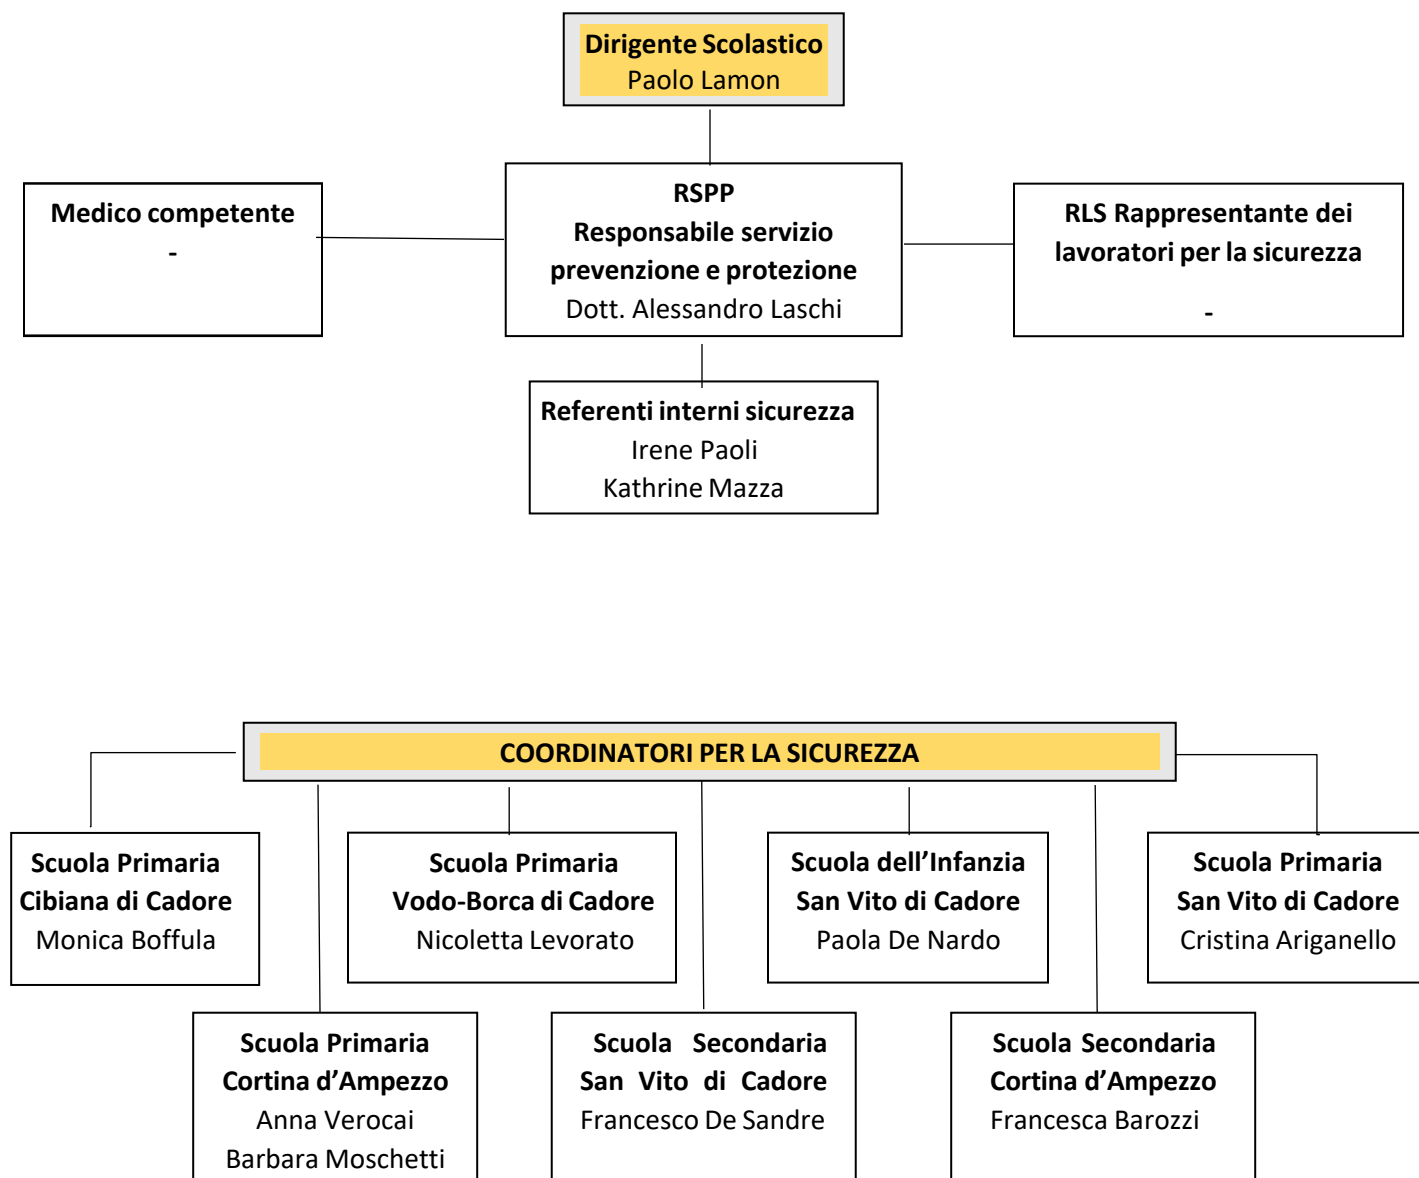 Dirigente Scolastico
Paolo Lamon
Medico competente
-
RSPP
Responsabile servizio
prevenzione e protezione
Dott. Alessandro Laschi
RLS Rappresentante dei
lavoratori per la sicurezza
-
Referenti interni sicurezza
Irene Paoli
Kathrine Mazza
COORDINATORI PER LA SICUREZZA
Scuola Primaria
Cibiana di Cadore
Monica Boffula
Scuola Primaria
Vodo-Borca di Cadore
Nicoletta Levorato
Scuola dell’Infanzia
San Vito di Cadore
Paola De Nardo
Scuola Primaria
San Vito di Cadore
Cristina Ariganello
Scuola Primaria
Cortina d’Ampezzo
Anna Verocai
Barbara Moschetti
Scuola Secondaria
San Vito di Cadore
Francesco De Sandre
Scuola Secondaria
Cortina d’Ampezzo
Francesca Barozzi